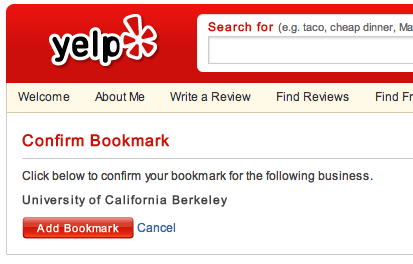 yelp
Search for (e.g. taco, cheap dinner, Ma
Welcome About Me Write a Review Find Reviews Find Fr
Confirm Bookmark
Click below to confirm your bookmark for the following business.
University of California Berkeley
Add Bookmark Cancel